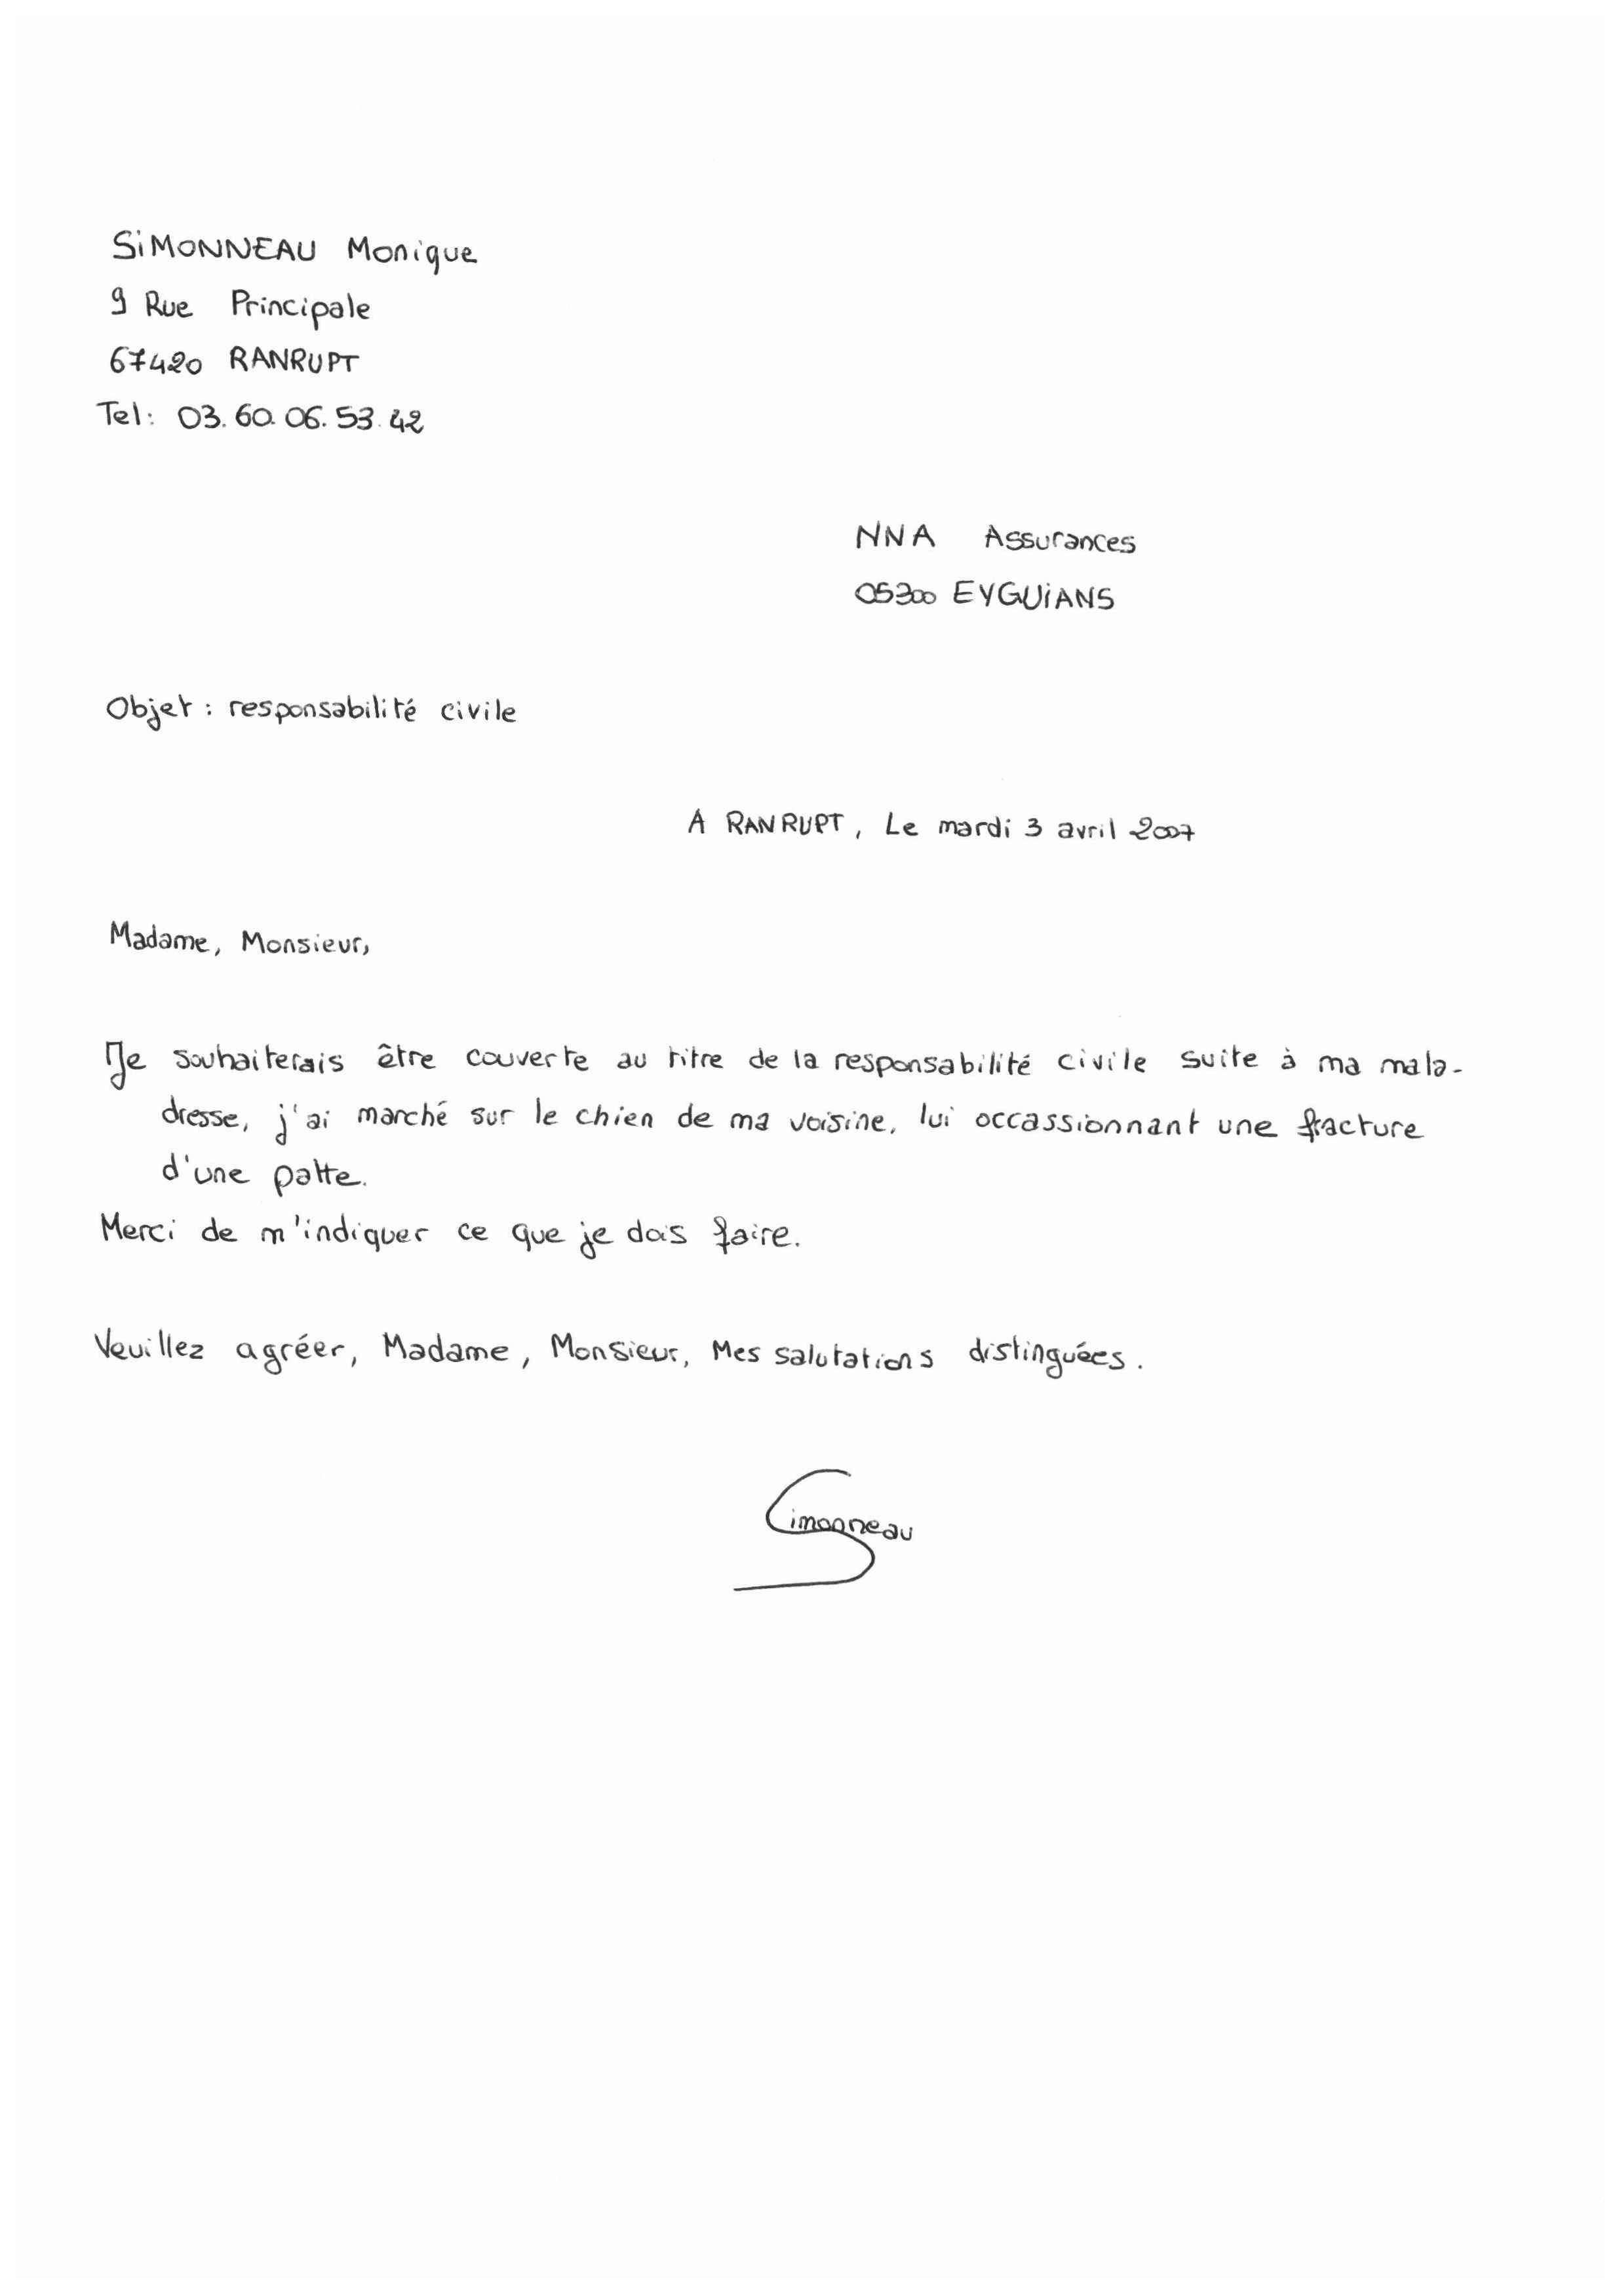 SiMONNEAU Monique
9 Rue Principale
67420 RANRUPT
Tel: 03.60.06.53.42
NNA Assurances
05300 EYGUiANS
Objet : responsabilité civile
A RANRUPT, Le mardi 3 avril 2007
Madame, Monsieur,
Je souhaiterais être couverte au titre de la responsabilité civile suite à ma mala-
dresse, j'ai marché sur le chien de ma voisine, lui occassionnant une fracture
d'une patte.
Merci de m'indiquer ce que je dois faire.
Veuillez agréer, Madame, Monsieur, Mes salutations distinguées.
Simonneau